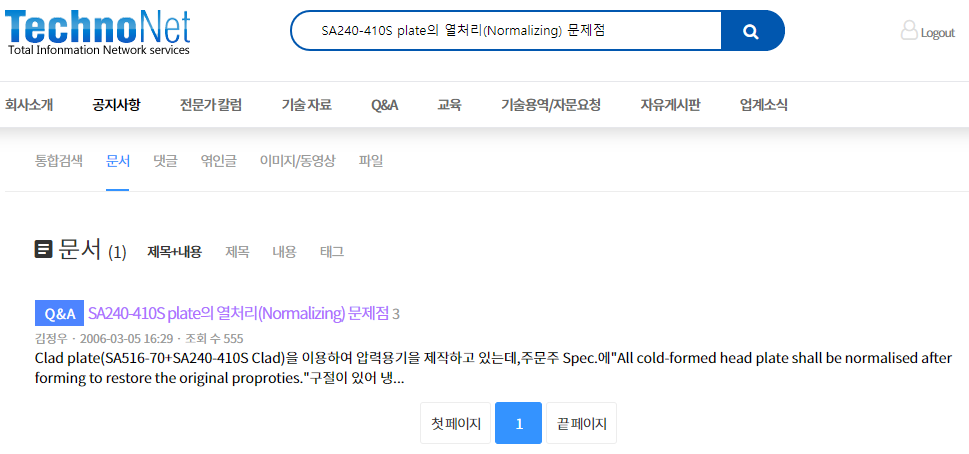 TechnoNet
Total Infonmation Network services
SA240-410S plate의 열처리(Normalizing) 문제점
Logout
회사소개 공지사항 전문가 칼럼 기술 자료 Q&A 교육 기술용역/자문요청 자유게시판 업계소식
통합검색 문서 댓글 엮인글 이미지/동영상 파일
문서 (1) 제목+내용 제목 내용 태그
Q&A SA240-410S plate의 열처리(Normalizing) 문제점 3
김정우 · 2006-03-05 16:29 · 조회 수 555
Clad plate(SA516-70+SA240-410S Clad)을 이용하여 압력용기을 제작하고 있는데,주문주 Spec.에"All cold-formed head plate shall be normalised after
forming to restore the original proproties."구절이 있어 냉...
첫 페이지 1 끝 페이지